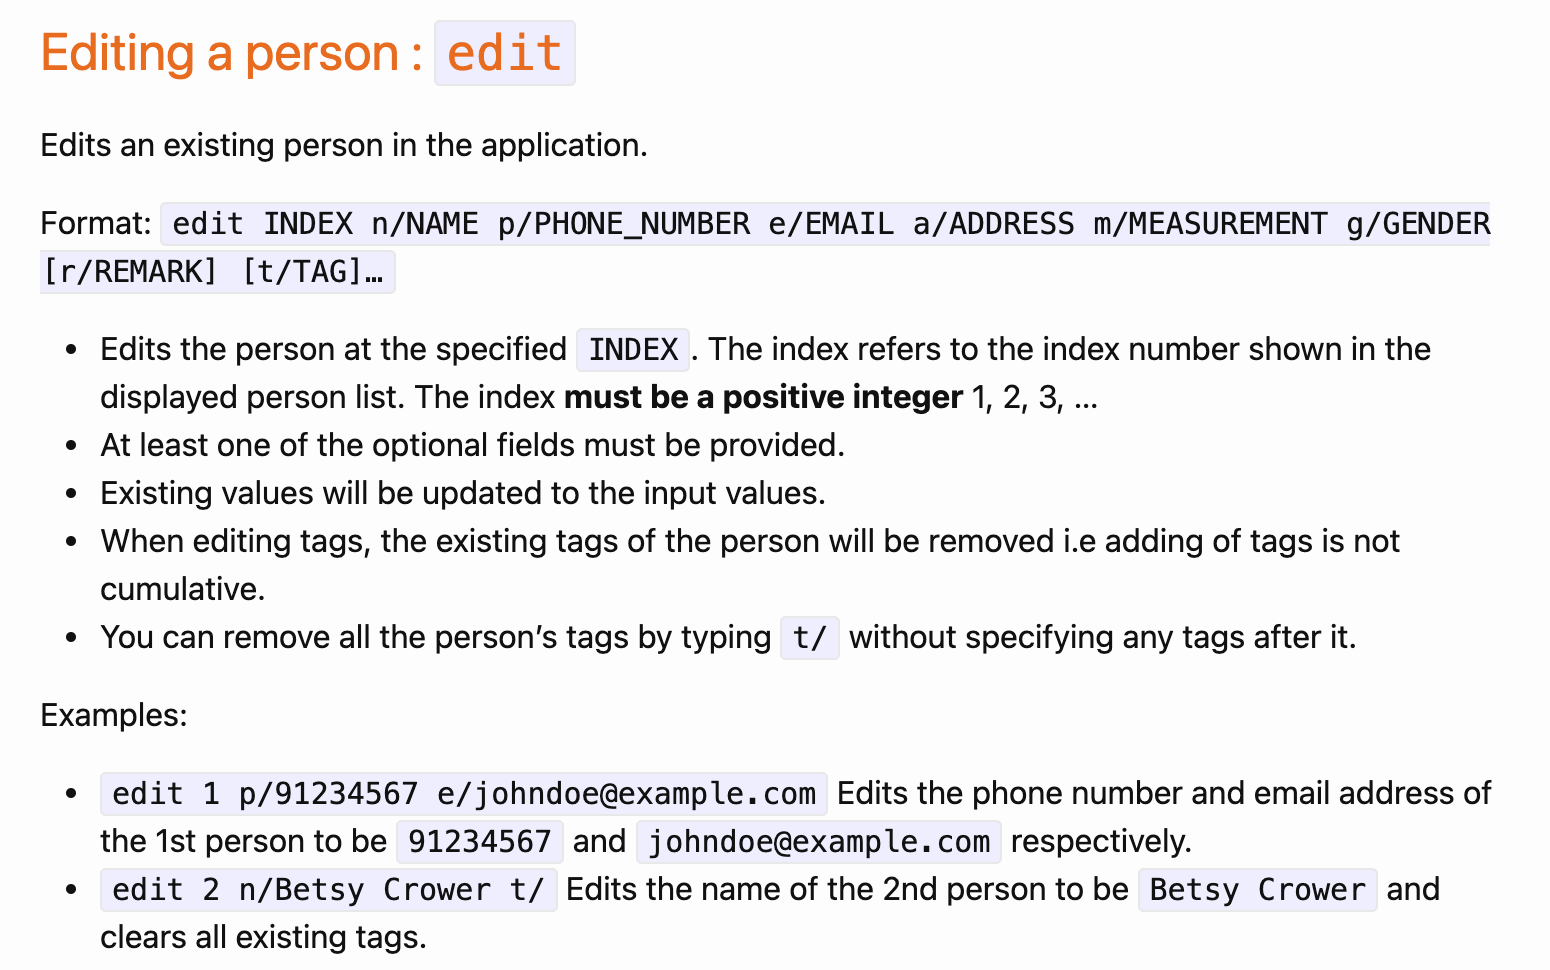 Editing a person : edit
Edits an existing person in the application.
Format: edit INDEX n/NAME p/PHONE_NUMBER e/EMAIL a/ADDRESS m/MEASUREMENT g/GENDER
[r/REMARK] [t/TAG]…
• Edits the person at the specified INDEX. The index refers to the index number shown in the
displayed person list. The index must be a positive integer 1, 2, 3, …
• At least one of the optional fields must be provided.
• Existing values will be updated to the input values.
• When editing tags, the existing tags of the person will be removed i.e adding of tags is not
cumulative.
• You can remove all the person’s tags by typing t/ without specifying any tags after it.
Examples:
• edit 1 p/91234567 e/johndoe@example.com Edits the phone number and email address of
the 1st person to be 91234567 and johndoe@example.com respectively.
• edit 2 n/Betsy Crower t/ Edits the name of the 2nd person to be Betsy Crower and
clears all existing tags.